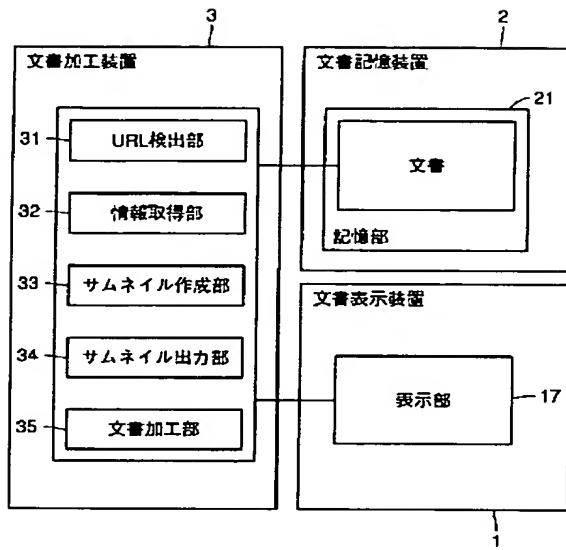 3
文書加工装置
31
URL検出部
32
情報取得部
33
サムネイル作成部
34
サムネイル出力部
35
文書加工部
2
文書記憶装置
21
文書
記憶部
文書表示装置
表示部
17
1